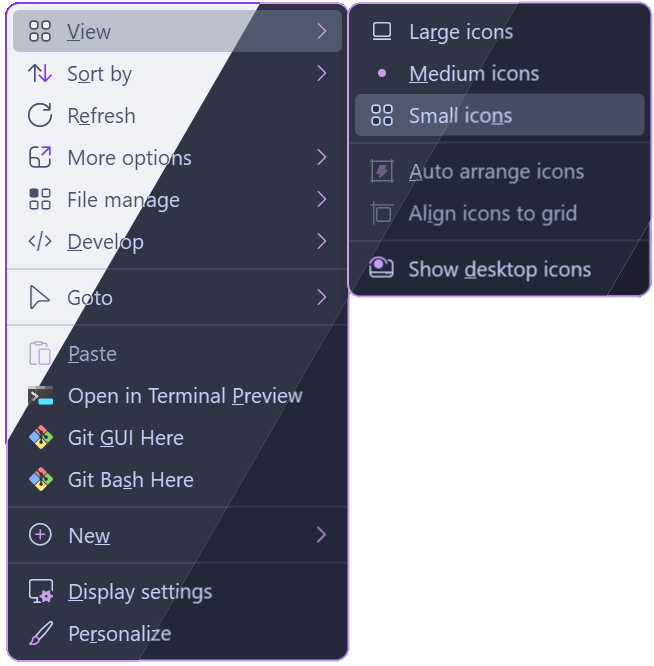 View
Sort by
Refresh
More options
File manage
Develop
Goto
Paste
Open in Terminal Preview
Git GUI Here
Git Bash Here
New
Display settings
Personalize
Large icons
Medium icons
Small icons
Auto arrange icons
Align icons to grid
Show desktop icons